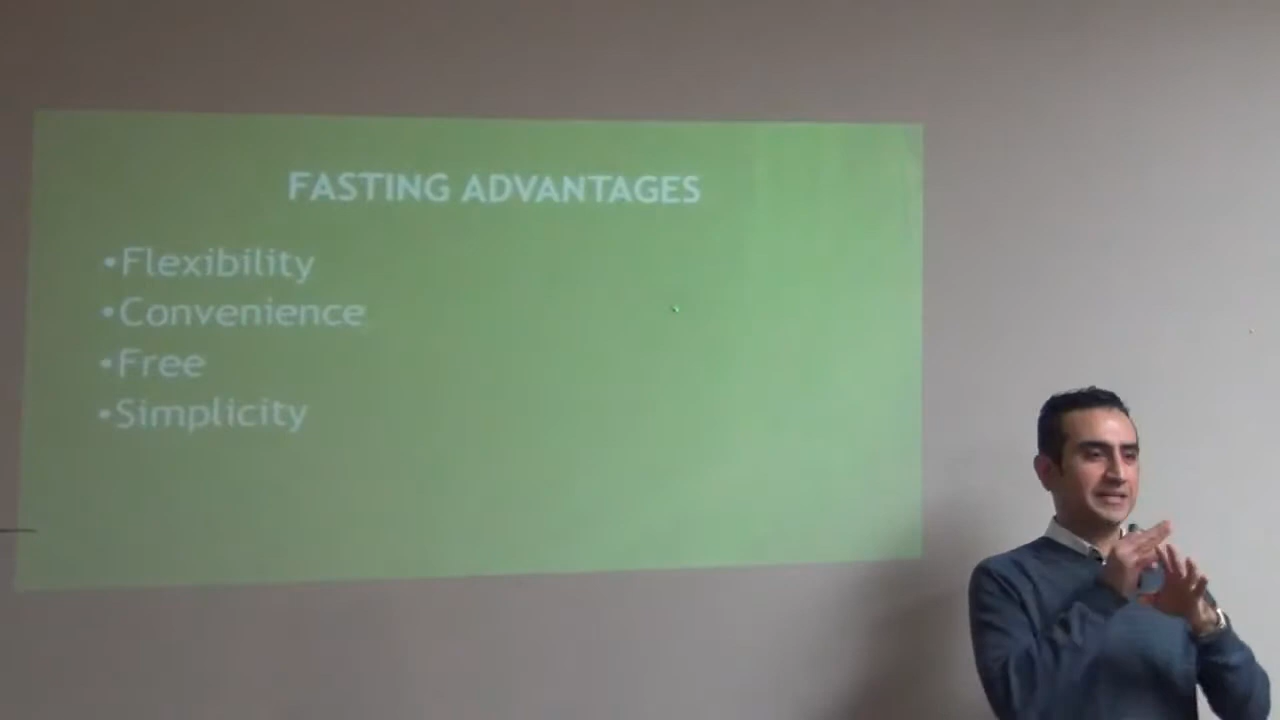 FASTING ADVANTAGES
•Flexibility
•Convenience
•Free
•Simplicity